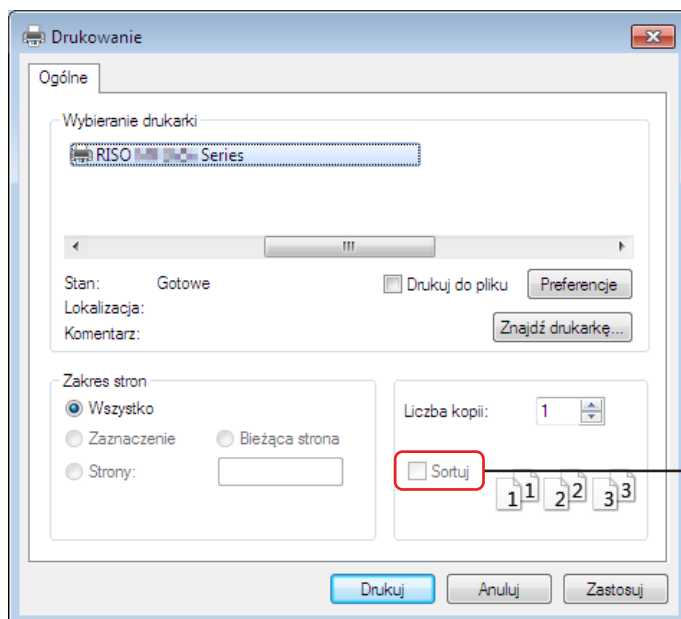 Drukowanie
Ogólne
Wybieranie drukarki
RISO Series
Stan: Gotowe
Drukuj do pliku
Preferencje
Lokalizacja:
Komentarz:
Znajdź drukarkę...
Zakres stron
Wszystko
Zaznaczenie
Bieżąca strona
Strony:
Liczba kopii: 1
Sortuj
1 1 2 2 3 3
Drukuj
Anuluj
Zastosuj